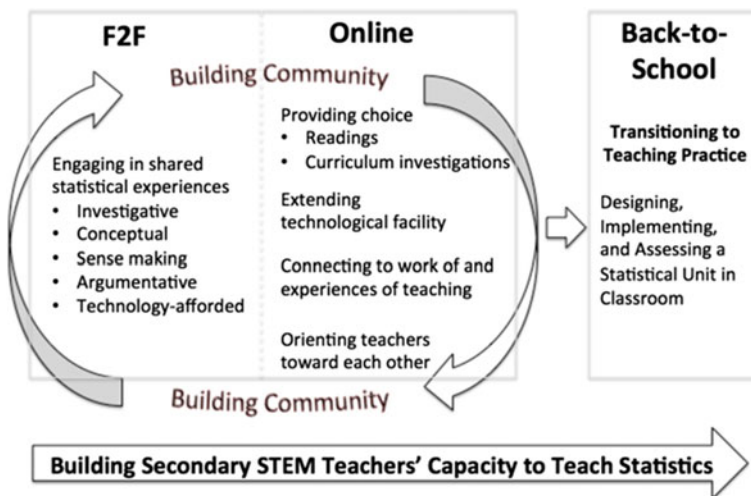 F2F
Online
Back-to-
School
Building Community
Engaging in shared
statistical experiences
• Investigative
• Conceptual
• Sense making
• Argumentative
• Technology-afforded
Providing choice
• Readings
• Curriculum investigations
Extending
technological facility
Connecting to work of and
experiences of teaching
Orienting teachers
toward each other
Building Community
Transitioning to
Teaching Practice
Designing,
Implementing,
and Assessing a
Statistical Unit in
Classroom
Building Secondary STEM Teachers’ Capacity to Teach Statistics